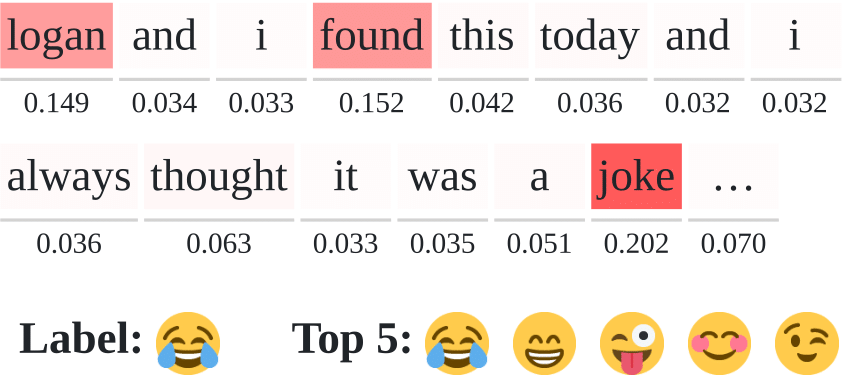 logan and i found this today and i
0.149 0.034 0.033 0.152 0.042 0.036 0.032 0.032
always thought it was a joke ...
0.036 0.063 0.033 0.035 0.051 0.202 0.070
Label: 😂 Top 5: 😂 😁 😜 😊 😉